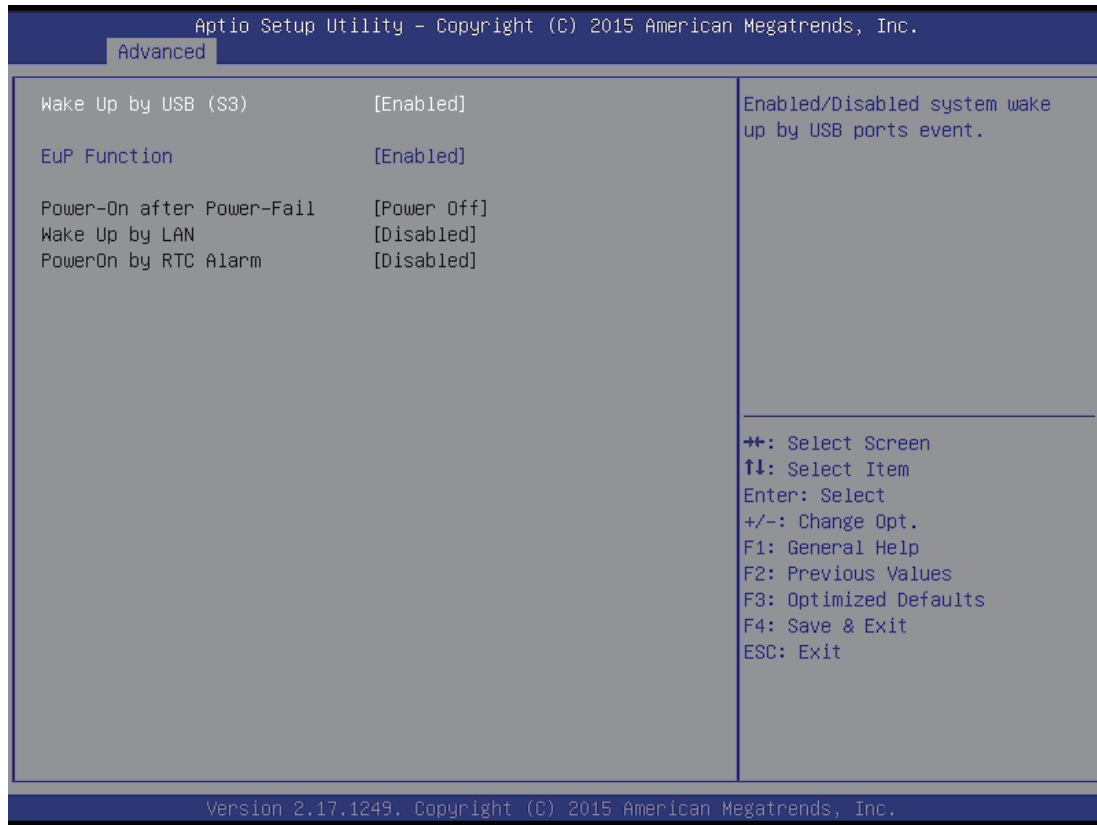 Aptio Setup Utility – Copyright (C) 2015 American Megatrends, Inc.
Advanced
Wake Up by USB (S3) [Enabled]
EuP Function [Enabled]
Power-On after Power-Fail [Power Off]
Wake Up by LAN [Disabled]
PowerOn by RTC Alarm [Disabled]
Enabled/Disabled system wake
up by USB ports event.
→←: Select Screen
↑↓: Select Item
Enter: Select
+/-: Change Opt.
F1: General Help
F2: Previous Values
F3: Optimized Defaults
F4: Save & Exit
ESC: Exit
Version 2.17.1249. Copyright (C) 2015 American Megatrends, Inc.